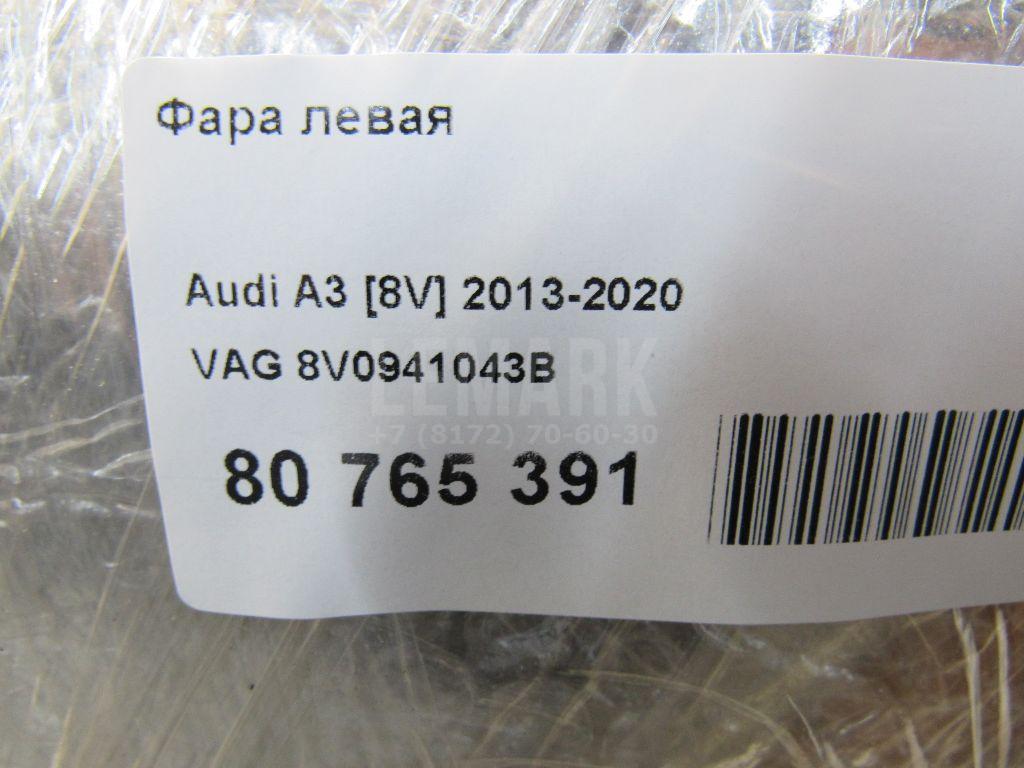 Фара левая
Audi A3 [8V] 2013-2020
VAG 8V0941043B
LEMARK
+7 (8172) 70-60-30
80 765 391